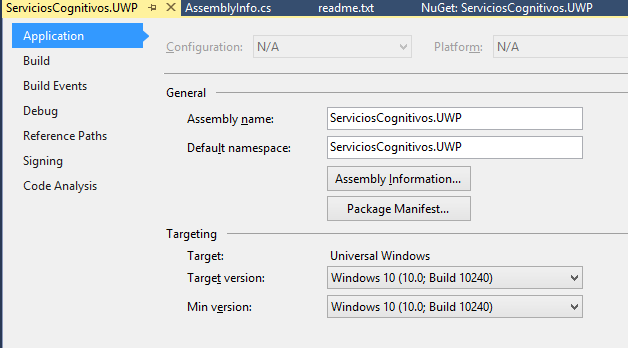 ServiciosCognitivos.UWP AssemblyInfo.cs readme.txt NuGet: ServiciosCognitivos.UWP
Application
Build
Build Events
Debug
Reference Paths
Signing
Code Analysis
Configuration: N/A Platform: N/A
General
Assembly name: ServiciosCognitivos.UWP
Default namespace: ServiciosCognitivos.UWP
Assembly Information...
Package Manifest...
Targeting
Target: Universal Windows
Target version: Windows 10 (10.0; Build 10240)
Min version: Windows 10 (10.0; Build 10240)